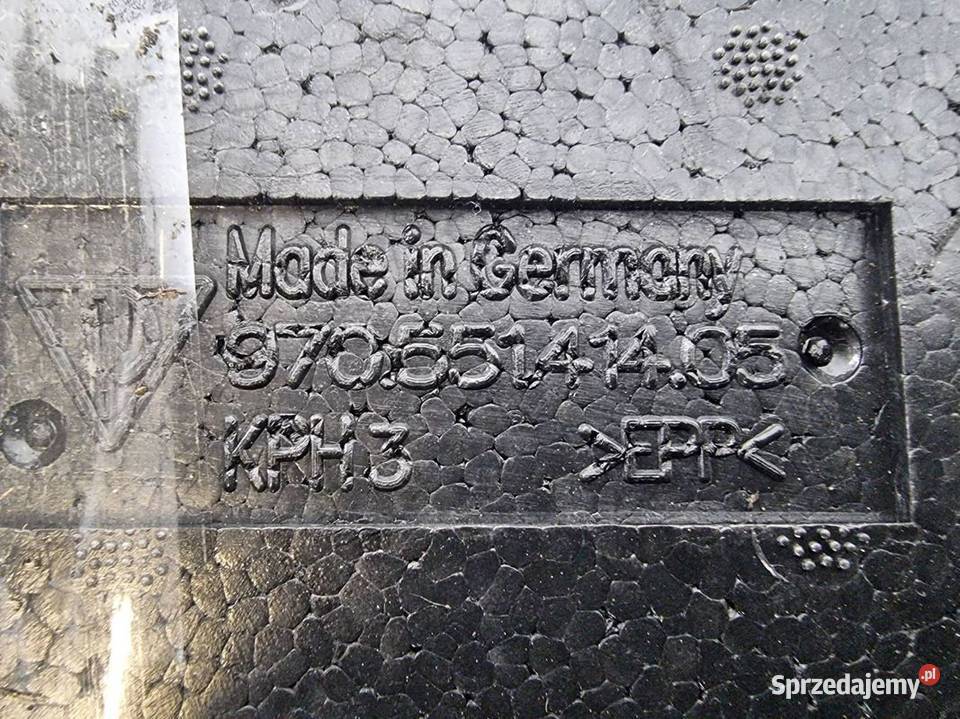 Made in Germany
970.551.414.05
KPH3 >EPP<
Sprzedajemy.pl